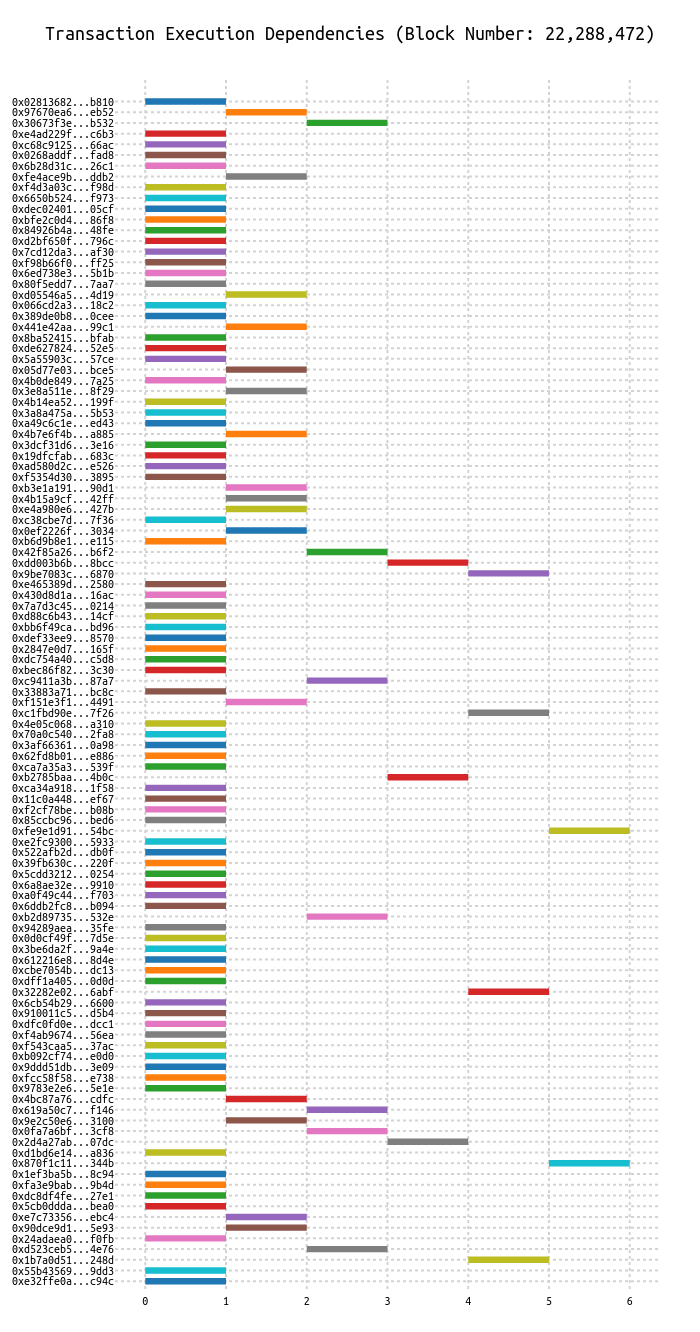 Transaction Execution Dependencies (Block Number: 22,288,472)
0x02813682...b810
0x97670ea6...eb52
0x30673f3e...b532
0xe4ad229f...c6b3
0xc68c9125...66ac
0x0268addf...fad8
0x6b28d31c...26c1
0xfe4ace9b...ddb2
0xf4d3a03c...f98d
0x6650b524...f973
0xdec02401...05cf
0xbfe2c0d4...86f8
0x84926b4a...48fe
0xd2bf650f...796c
0x7cd12da3...af30
0xf98b66f0...ff25
0x6ed738e3...5b1b
0x80f5edd7...7aa7
0xd05546a5...4d19
0x066cd2a3...18c2
0x389de0b8...0cee
0x441e42aa...99c1
0x8ba52415...bfab
0xde627824...52e5
0x5a55903c...57ce
0x05d77e03...bce5
0x4b0de849...7a25
0x3e8a511e...8f29
0x4b14ea52...199f
0x3a8a475a...5b53
0xa49c6c1e...ed43
0x4b7e6f4b...a885
0x3dcf31d6...3e16
0x19dfcfab...683c
0xad580d2c...e526
0xf5354d30...3895
0xb3e1a191...90d1
0x4b15a9cf...42ff
0xe4a980e6...427b
0xc38cbe7d...7f36
0x0ef2226f...3034
0xb6d9b8e1...e115
0x42f85a26...b6f2
0xdd003b6b...8bcc
0x9be7083c...6870
0xe465389d...2580
0x430d8d1a...16ac
0x7a7d3c45...0214
0xd88c6b43...14cf
0xbb6f49ca...bd96
0xdef33ee9...8570
0x2847e0d7...165f
0xdc754a40...c5d8
0xbec86f82...3c30
0xc9411a3b...87a7
0x33883a71...bc8c
0xf151e3f1...4491
0xc1fbd90e...7f26
0x4e05c068...a310
0x70a0c540...2fa8
0x3af66361...0a98
0x62fd8b01...e886
0xca7a35a3...539f
0xb2785baa...4b0c
0xca34a918...1f58
0x11c0a448...ef67
0xf2cf78be...b08b
0x85ccbc96...bed6
0xfe9e1d91...54bc
0xe2fc9300...5933
0x522afb2d...db0f
0x39fb630c...220f
0x5cdd3212...0254
0x6a8ae32e...9910
0xa0f49c44...f703
0x6ddb2fc8...b094
0xb2d89735...532e
0x94289aea...35fe
0x0d0cf49f...7d5e
0x3be6da2f...9a4e
0x612216e8...8d4e
0xcbe7054b...dc13
0xdff1a405...0d0d
0x32282e02...6abf
0x6cb54b29...6600
0x910011c5...d5b4
0xdfc0fd0e...dcc1
0xf4ab9674...56ea
0xf543caa5...37ac
0xb092cf74...e0d0
0x9ddd51db...3e09
0xfcc58f58...e738
0x9783e2e6...5e1e
0x4bc87a76...cdfc
0x619a50c7...f146
0x9e2c50e6...3100
0x0fa7a6bf...3cf8
0x2d4a27ab...07dc
0xd1bd6e14...a836
0x870f1c11...344b
0x1ef3ba5b...8c94
0xfa3e9bab...9b4d
0xdc8df4fe...27e1
0x5cb0ddda...bea0
0xe7c73356...ebc4
0x90dce9d1...5e93
0x24adaea0...f0fb
0xd523ceb5...4e76
0x1b7a0d51...248d
0x55b43569...9dd3
0xe32ffe0a...c94c
0 1 2 3 4 5 6